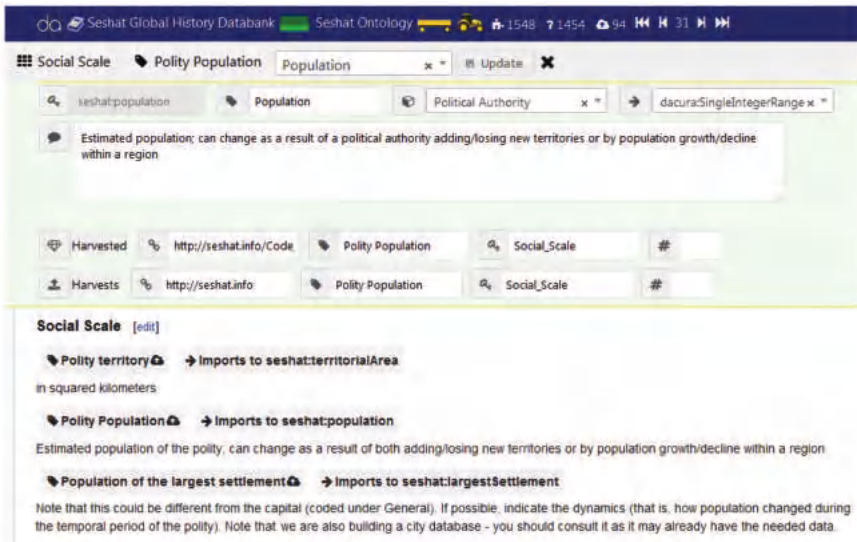 da Seshat Global History Databank Seshat Ontology 1548 ? 1454 94 31
Social Scale Polity Population Population x Update
seshat:population Population Political Authority x dacura:SingleIntegerRange x
Estimated population; can change as a result of a political authority adding/losing new territories or by population growth/decline
within a region
Harvested http://seshat.info/Code_ Polity Population Social_Scale #
Harvests http://seshat.info Polity Population Social_Scale #
Social Scale [edit]
Polity territory → Imports to seshat:territorialArea
in squared kilometers
Polity Population → Imports to seshat:population
Estimated population of the polity; can change as a result of both adding/losing new territories or by population growth/decline within a region
Population of the largest settlement → Imports to seshat:largestSettlement
Note that this could be different from the capital (coded under General). If possible, indicate the dynamics (that is, how population changed during
the temporal period of the polity). Note that we are also building a city database - you should consult it as it may already have the needed data.